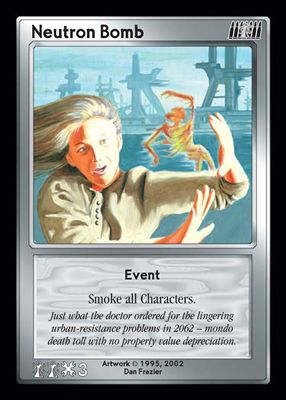 Neutron Bomb
Event
Smoke all Characters.
Just what the doctor ordered for the lingering
urban-resistance problems in 2062 – mondo
death toll with no property value depreciation.
Artwork © 1995, 2002
Dan Frazier
3